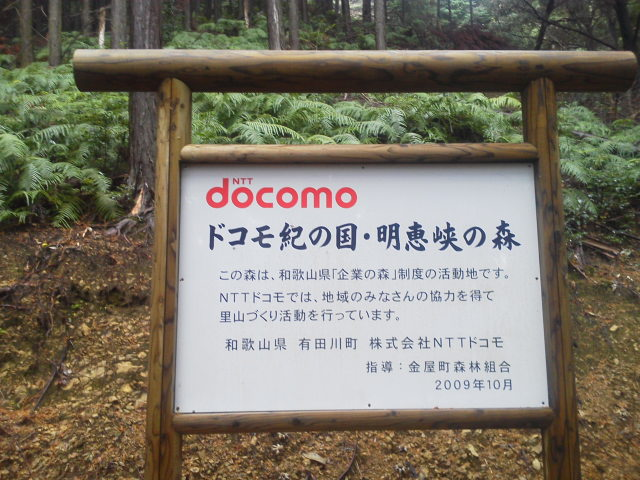 NTT
docomo
ドコモ紀の国・明恵峡の森
この森は、和歌山県「企業の森」制度の活動地です。
NTTドコモでは、地域のみなさんの協力を得て
里山づくり活動を行っています。
和歌山県 有田川町 株式会社NTTドコモ
指導：金屋町森林組合
2009年10月